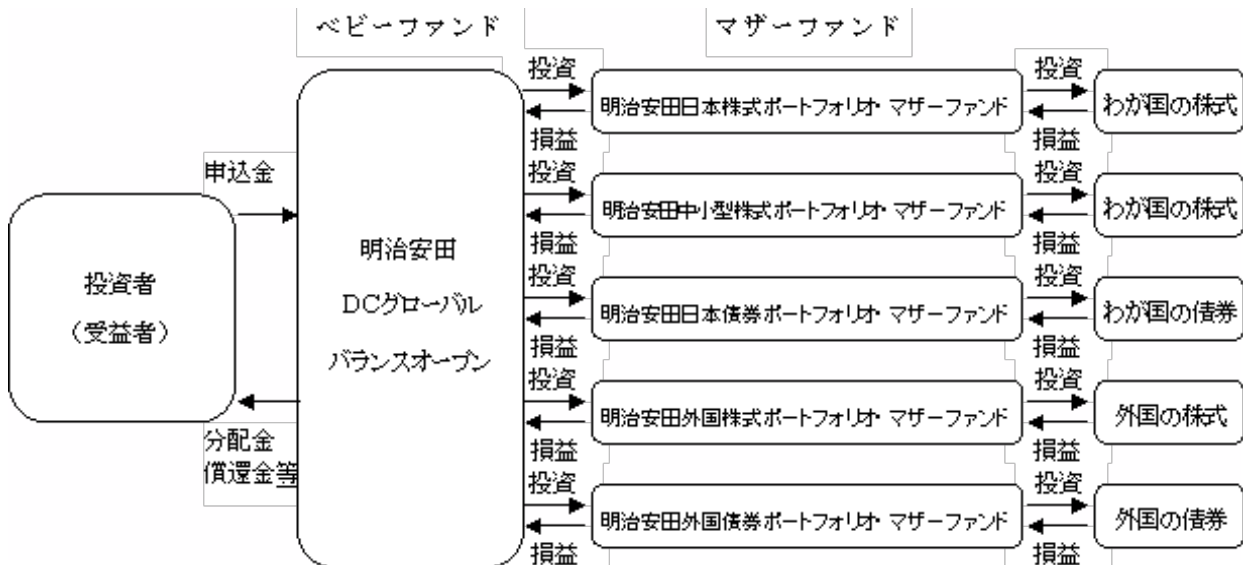 ベビーファンド
マザーファンド
投資
明治安田日本株式ポートフォリオ・マザーファンド
投資
わが国の株式
損益
損益
申込金
投資
明治安田中小型株式ポートフォリオ・マザーファンド
投資
わが国の株式
損益
損益
投資者
（受益者）
明治安田
DCグローバル
バランスオープン
投資
明治安田日本債券ポートフォリオ・マザーファンド
投資
わが国の債券
損益
損益
分配金
償還金等
投資
明治安田外国株式ポートフォリオ・マザーファンド
投資
外国の株式
損益
損益
投資
明治安田外国債券ポートフォリオ・マザーファンド
投資
外国の債券
損益
損益